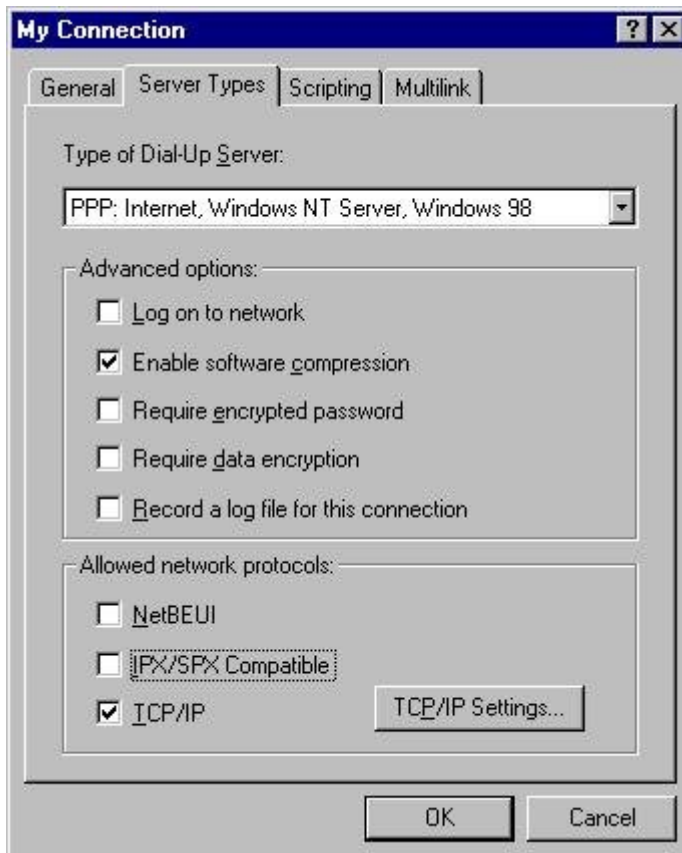 My Connection
General Server Types Scripting Multilink
Type of Dial-Up Server:
PPP: Internet, Windows NT Server, Windows 98
Advanced options:
Log on to network
Enable software compression
Require encrypted password
Require data encryption
Record a log file for this connection
Allowed network protocols:
NetBEUI
IPX/SPX Compatible
TCP/IP TCP/IP Settings...
OK Cancel